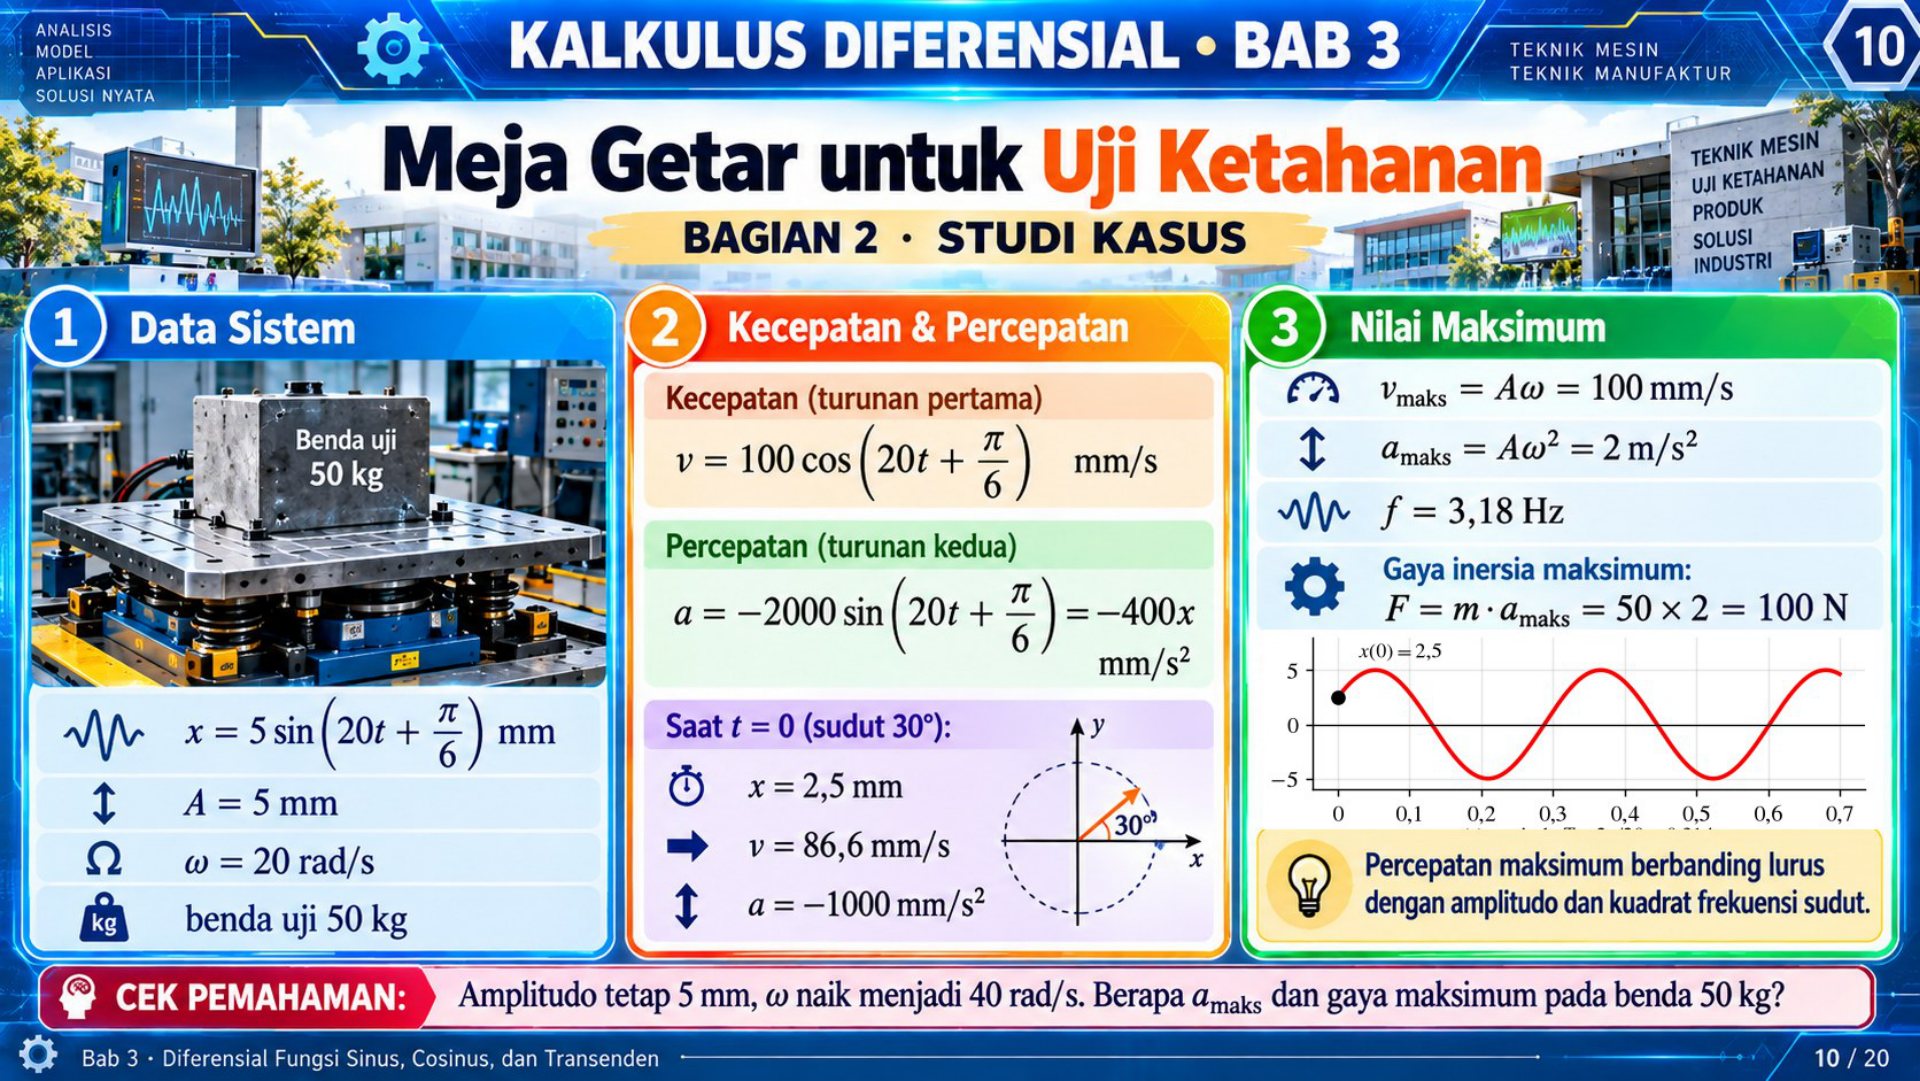 ANALISIS
MODEL
APLIKASI
SOLUSI NYATA
KALKULUS DIFERENSIAL • BAB 3
TEKNIK MESIN
TEKNIK MANUFAKTUR
10
Meja Getar untuk Uji Ketahanan
BAGIAN 2 · STUDI KASUS
TEKNIK MESIN
UJI KETAHANAN
PRODUK
SOLUSI
INDUSTRI
1 Data Sistem
Benda uji
50 kg
x = 5 sin(20t + π/6) mm
A = 5 mm
Ω ω = 20 rad/s
kg benda uji 50 kg
2 Kecepatan & Percepatan
Kecepatan (turunan pertama)
v = 100 cos(20t + π/6) mm/s
Percepatan (turunan kedua)
a = −2000 sin(20t + π/6) = −400x
mm/s²
Saat t = 0 (sudut 30°):
x = 2,5 mm
v = 86,6 mm/s
a = −1000 mm/s²
y
30°
x
3 Nilai Maksimum
v_maks = Aω = 100 mm/s
a_maks = Aω² = 2 m/s²
f = 3,18 Hz
Gaya inersia maksimum:
F = m · a_maks = 50 × 2 = 100 N
x(0) = 2,5
5
0
−5
0 0,1 0,2 0,3 0,4 0,5 0,6 0,7
Percepatan maksimum berbanding lurus
dengan amplitudo dan kuadrat frekuensi sudut.
CEK PEMAHAMAN: Amplitudo tetap 5 mm, ω naik menjadi 40 rad/s. Berapa a_maks dan gaya maksimum pada benda 50 kg?
Bab 3 · Diferensial Fungsi Sinus, Cosinus, dan Transenden
10 / 20